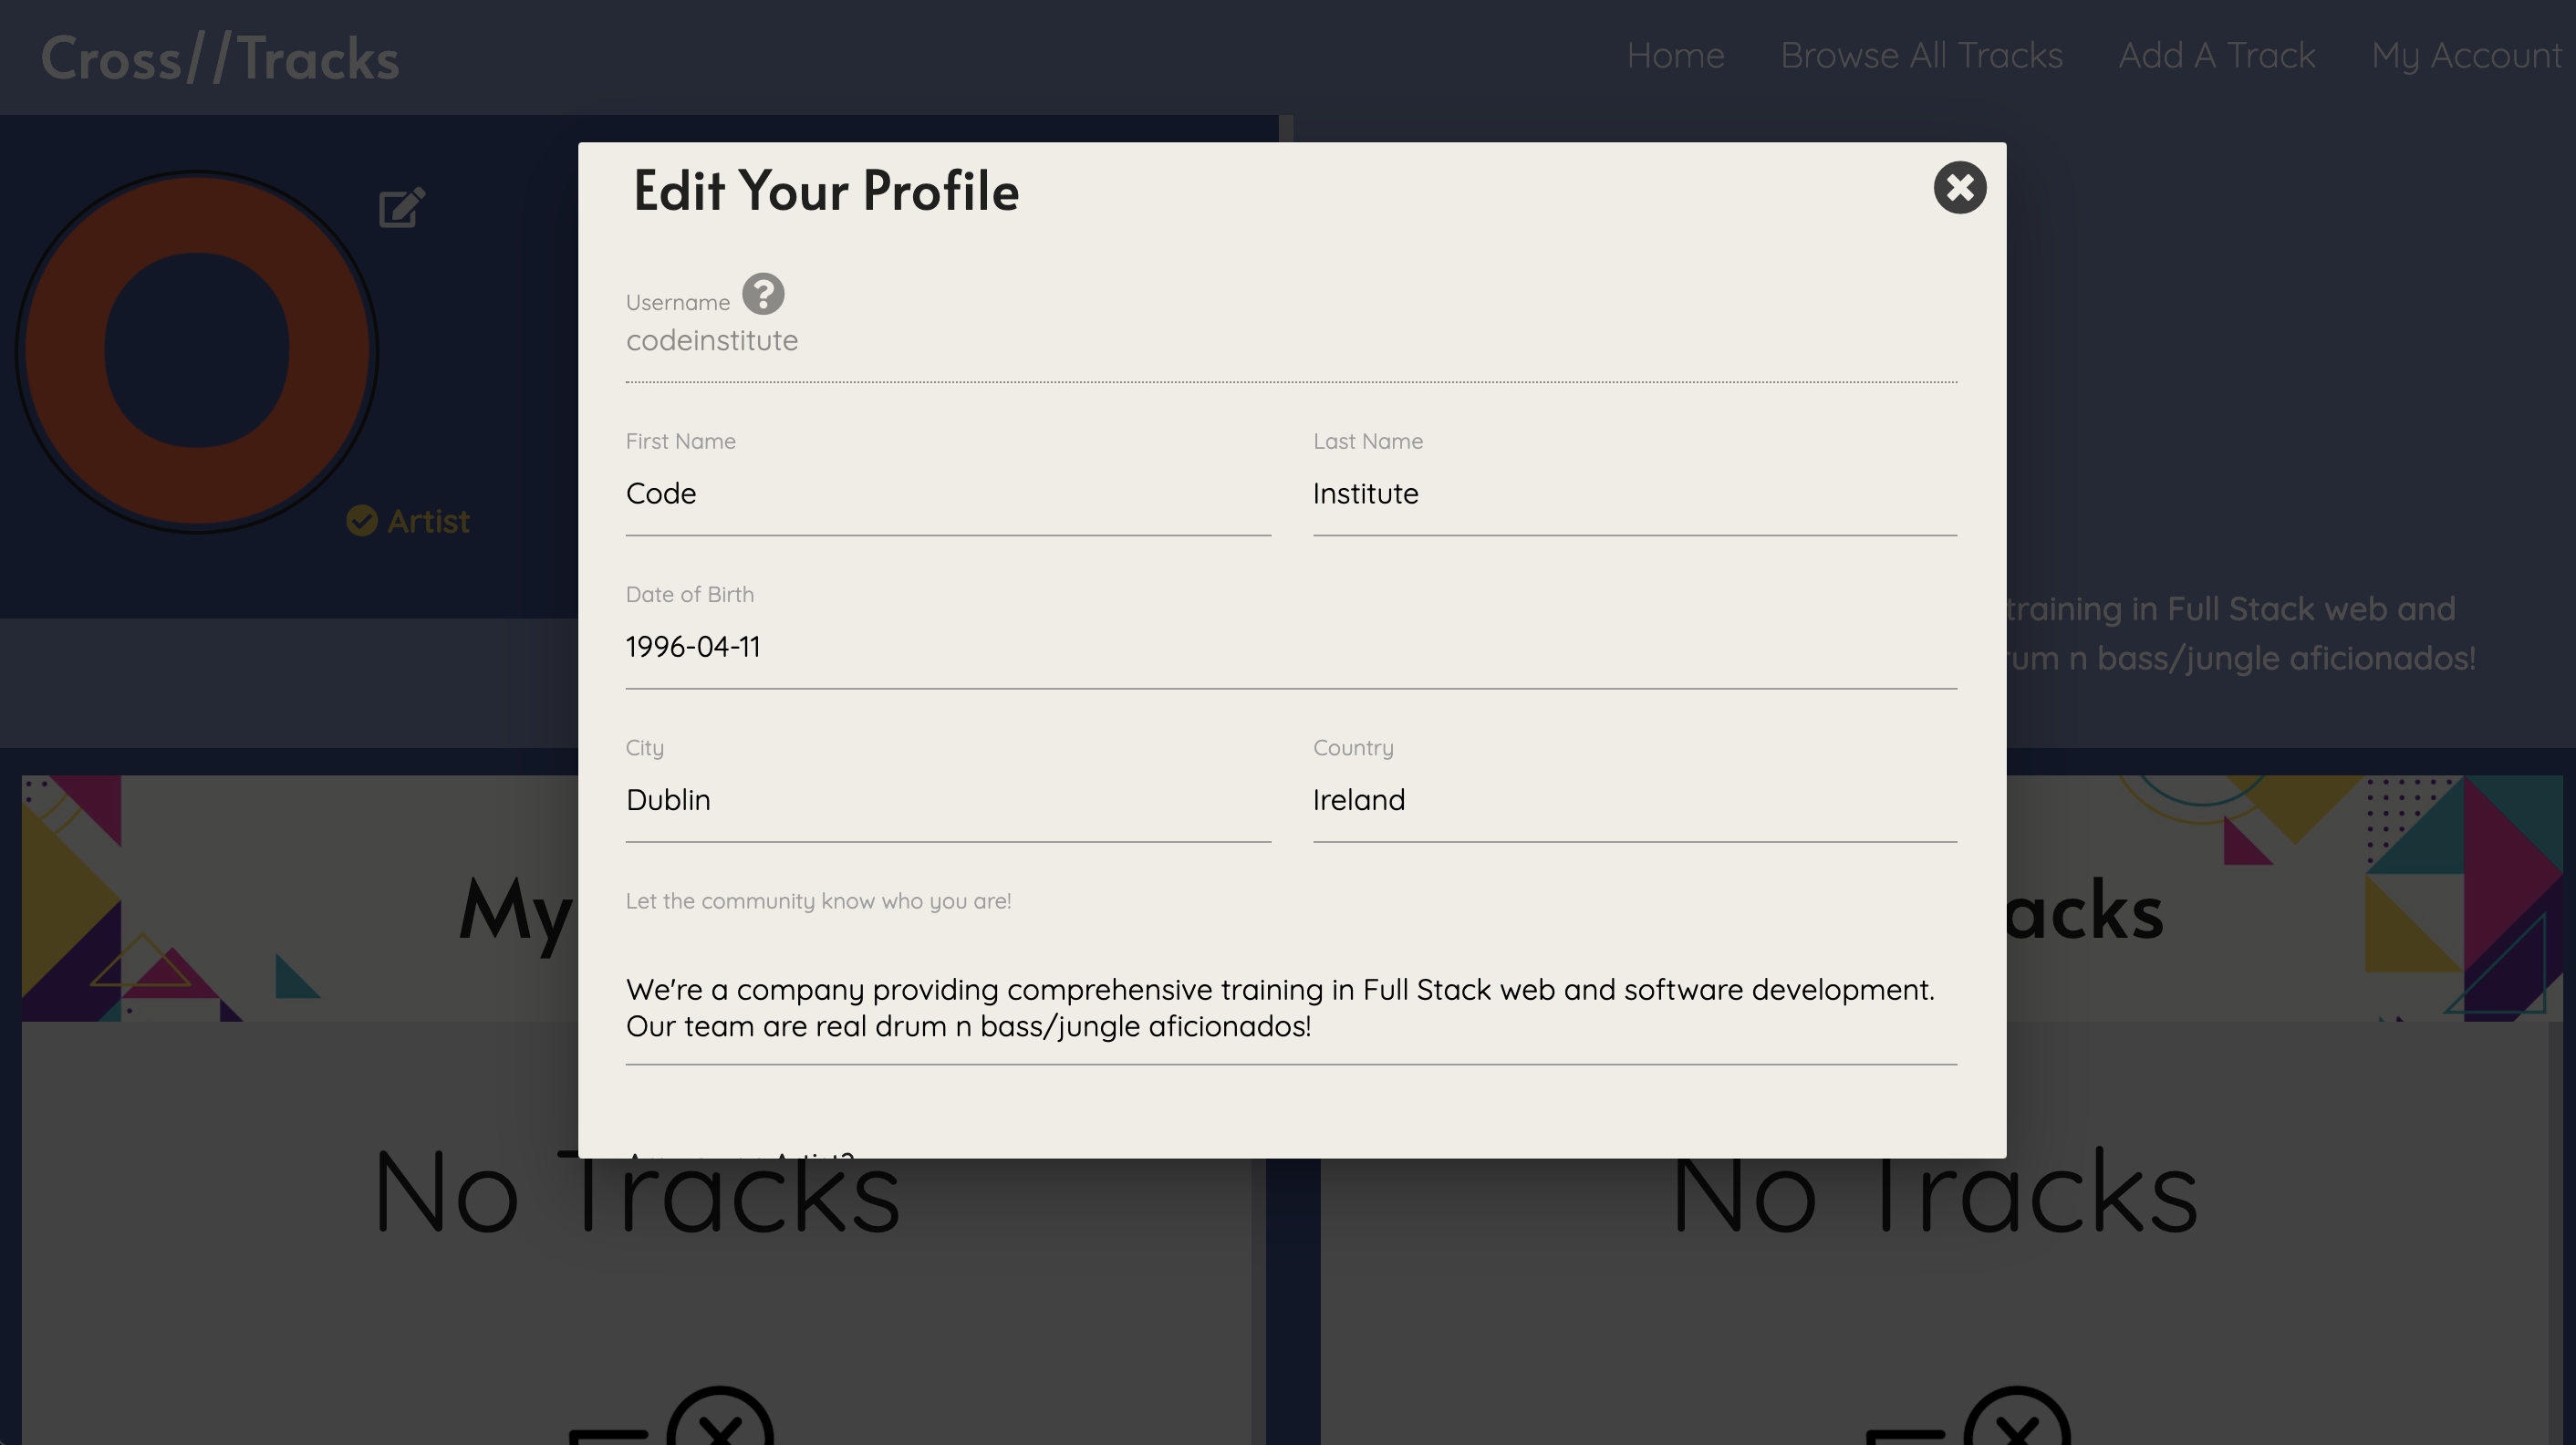 Cross//Tracks
Home Browse All Tracks Add A Track My Account
Artist
Edit Your Profile
Username
codeinstitute
First Name Last Name
Code Institute
Date of Birth
1996-04-11
City Country
Dublin Ireland
Let the community know who you are!
We're a company providing comprehensive training in Full Stack web and software development.
Our team are real drum n bass/jungle aficionados!
training in Full Stack web and
n bass/jungle aficionados!
My
No Tracks
No Tracks